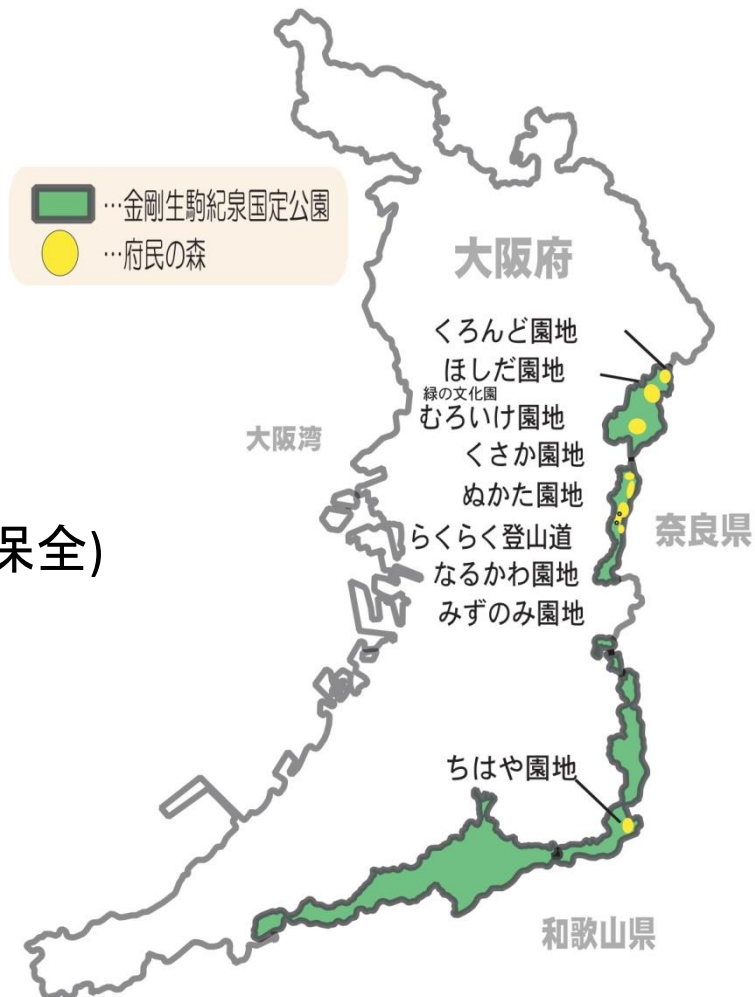 …金剛生駒紀泉国定公園
…府民の森
大阪府
くろんど園地
ほしだ園地
緑の文化園
むろいけ園地
大阪湾
くさか園地
ぬかた園地
奈良県
保全)
らくらく登山道
なるかわ園地
みずのみ園地
ちはや園地
和歌山県